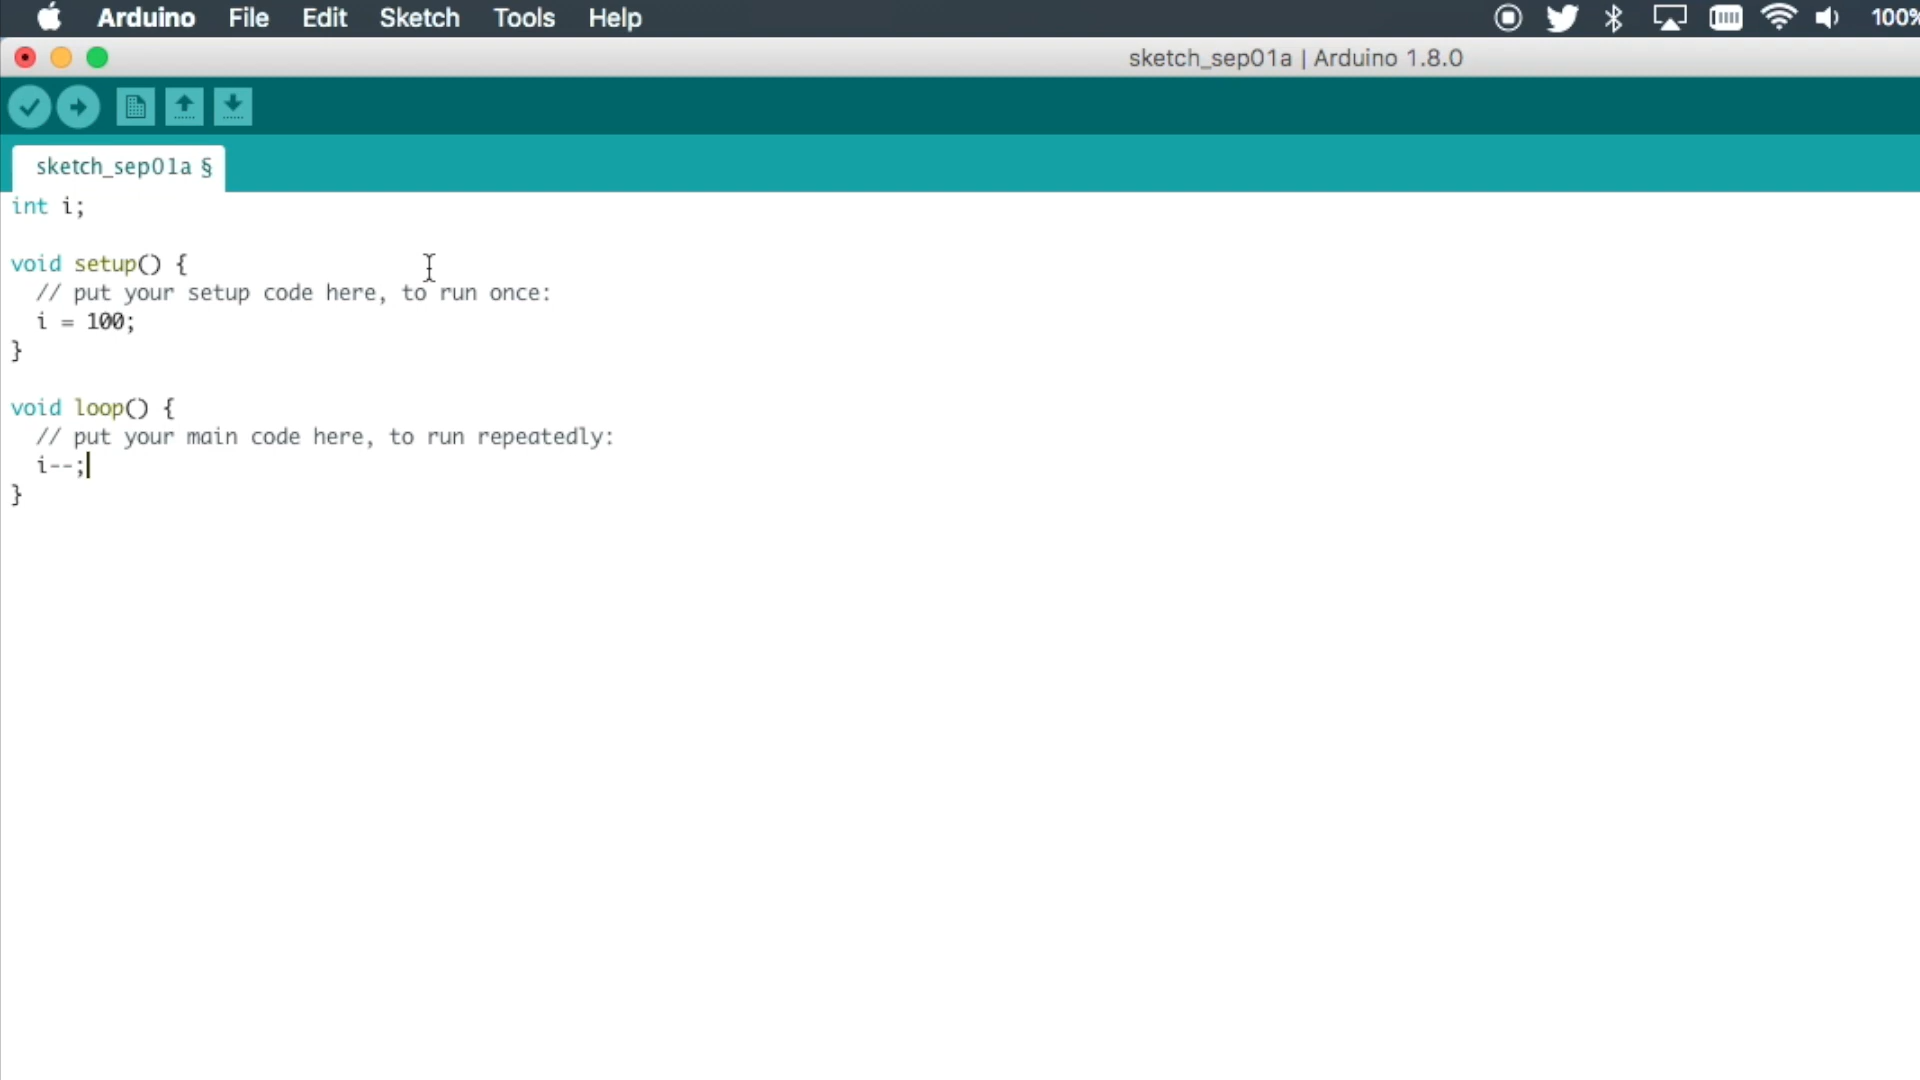 Arduino File Edit Sketch Tools Help 100%
sketch_sep01a | Arduino 1.8.0
sketch_sep01a §
int i;
void setup() {
// put your setup code here, to run once:
i = 100;
}
void loop() {
// put your main code here, to run repeatedly:
i--;
}